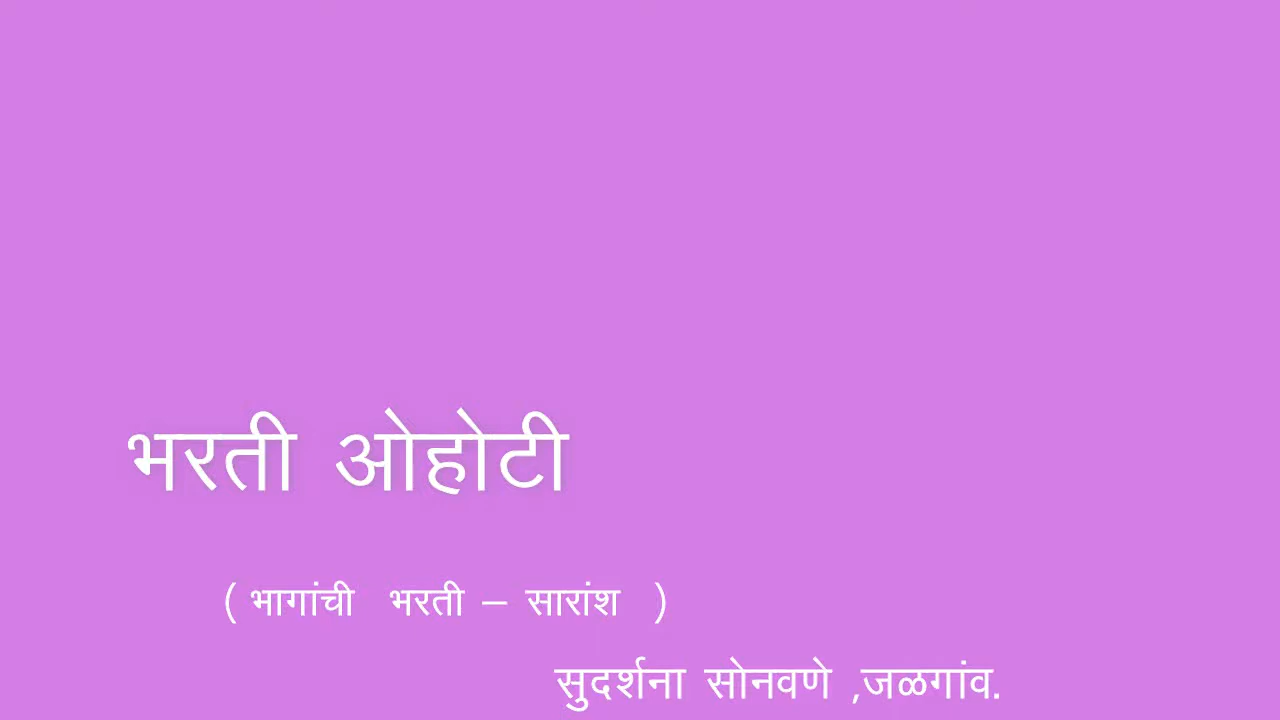 भरती ओहोटी
( भागांची भरती – सारांश )
सुदर्शना सोनवणे ,जळगांव.